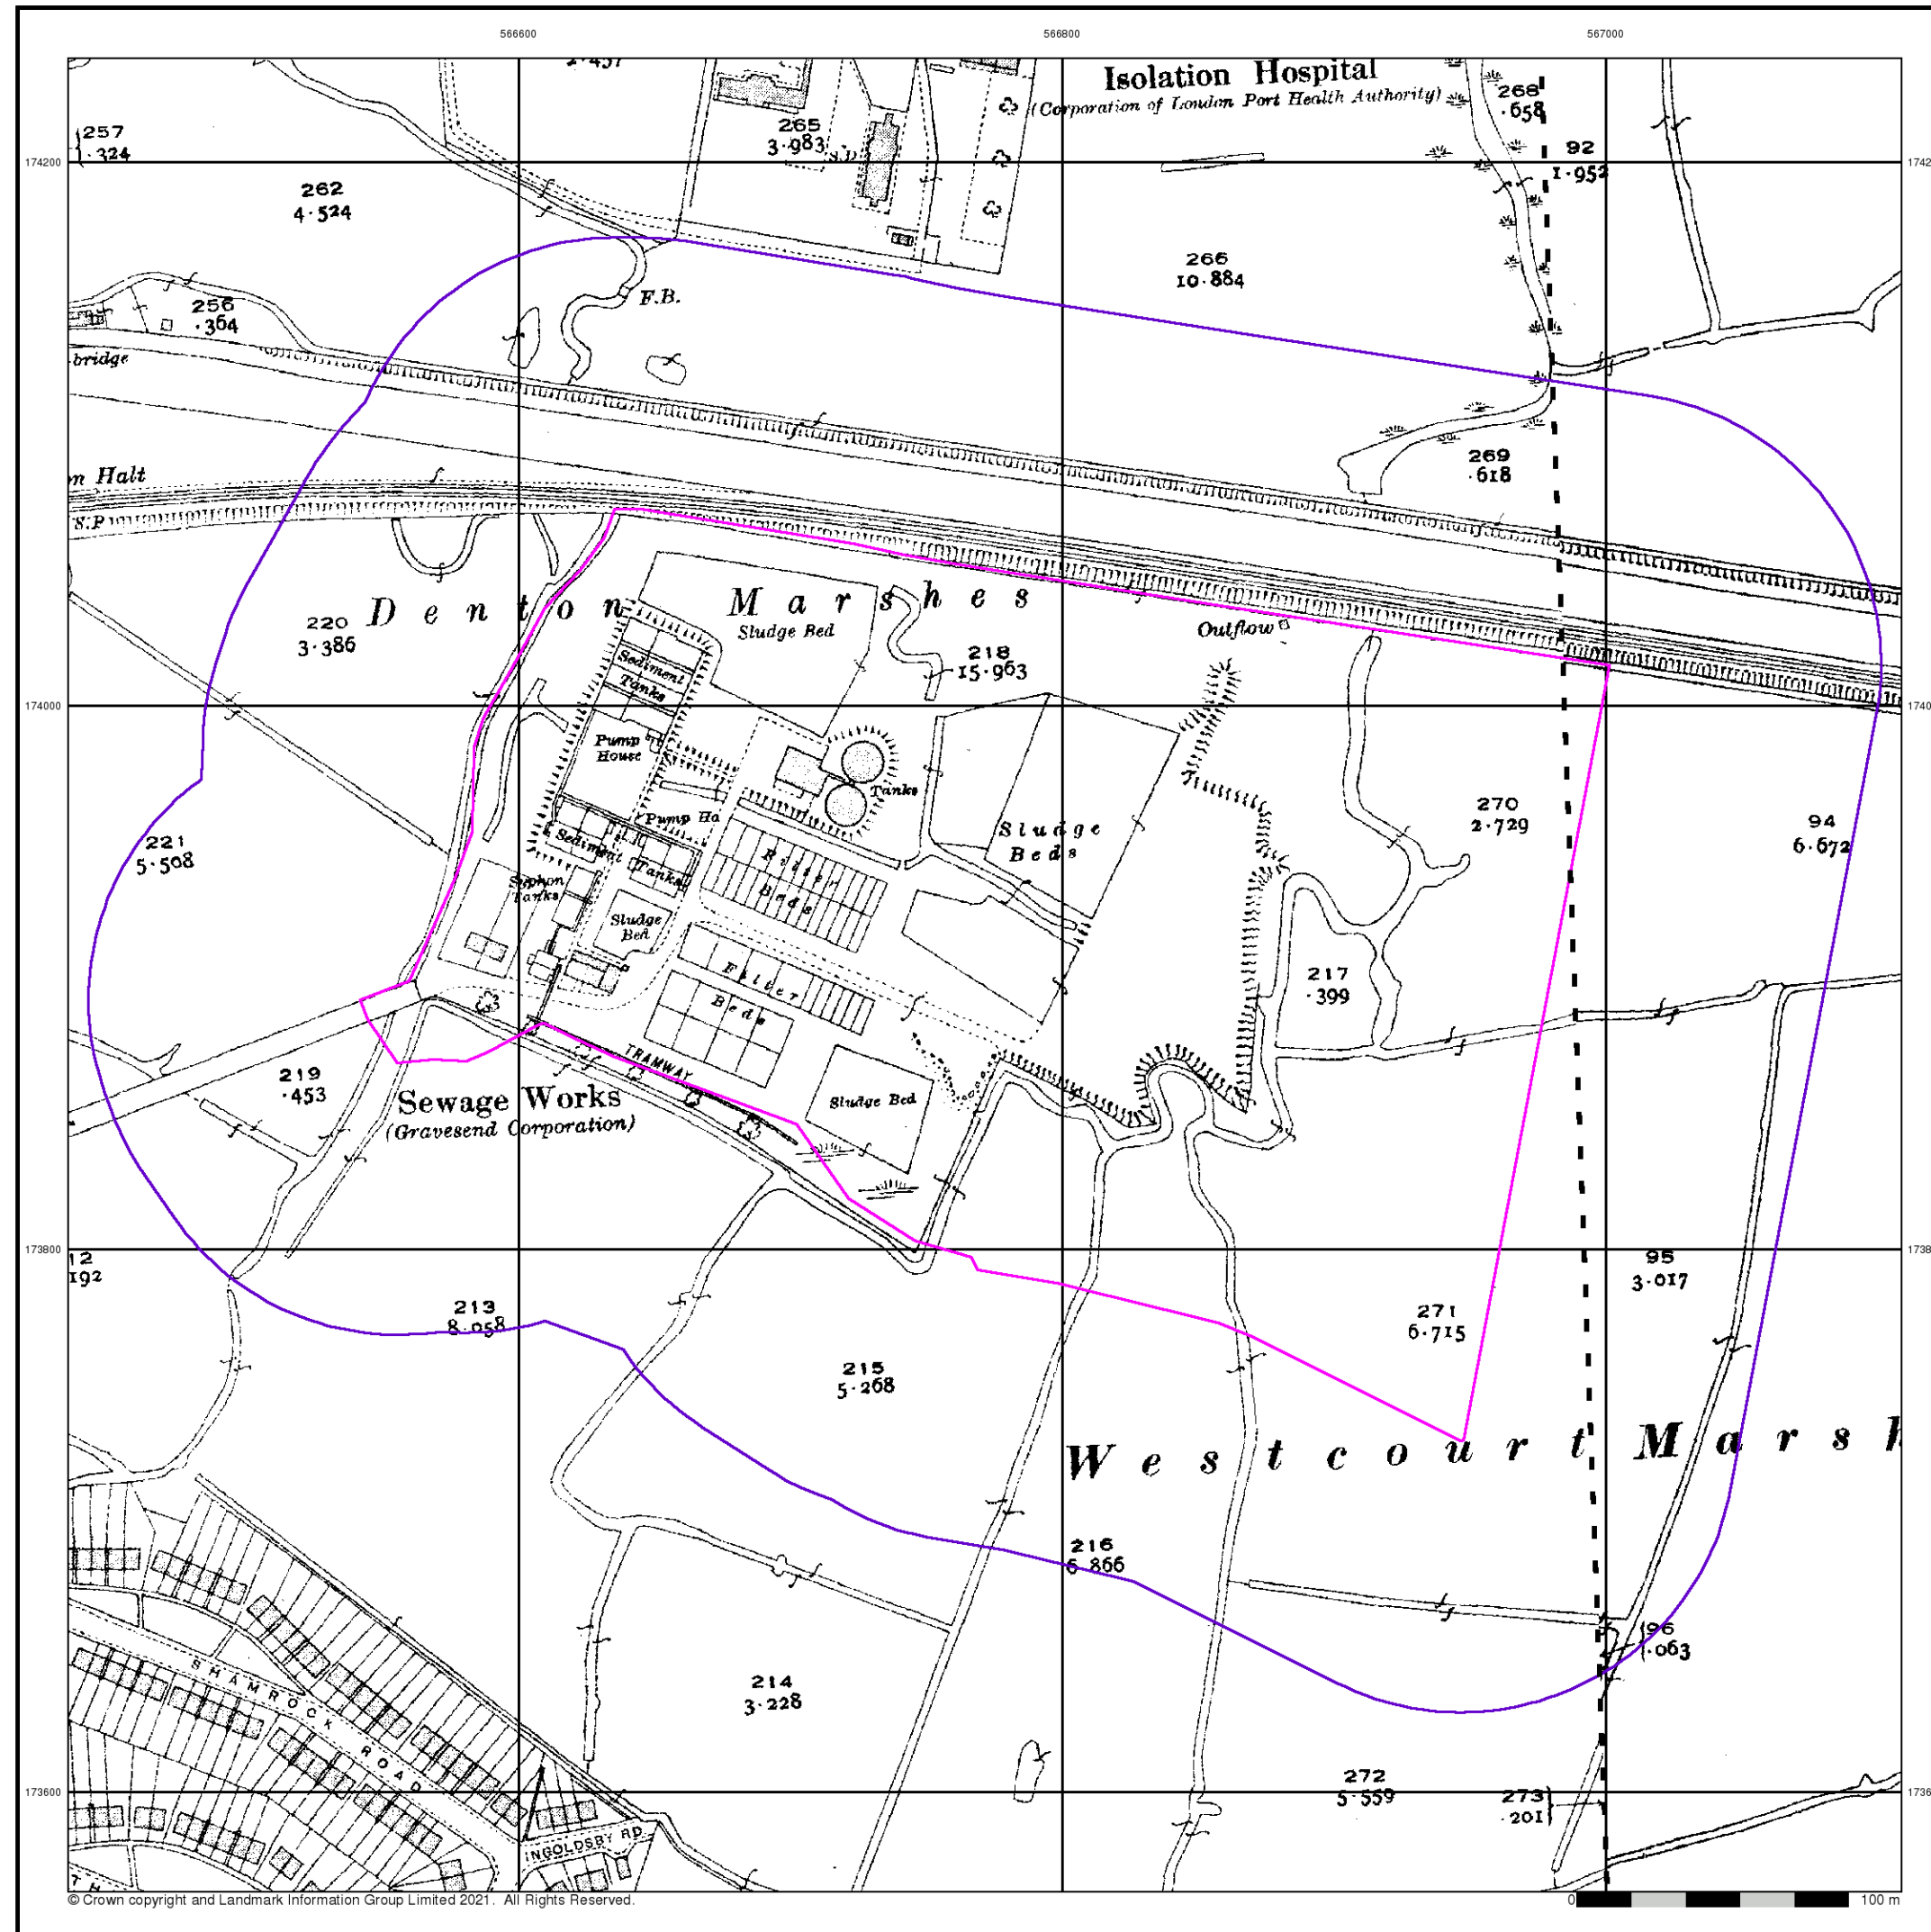 566600 566800 567000
Isolation Hospital
(Corporation of London Port Health Authority)
268
.658
257
.324
265
3.983
S.P.
174200
92
1.952
262
4.524
266
10.884
F.B.
256
.364
bridge
269
.618
n Halt
S.P
Denton Marshes
Sludge Bed
Outflow
220
3.386
218
15.963
Sediment
Tanks
174000
Pump
House
Tanks
Pump Ho
270
2.729
94
6.672
221
5.508
Sludge
Beds
Sediment
Tanks
Filter
Beds
Syphon
Tanks
Sludge
Bed
Filter
Beds
217
.399
TRAMWAY
219
.453
Sewage Works
(Gravesend Corporation)
Sludge Bed
173800
12
192
95
3.017
213
8.058
271
6.715
215
5.268
Westcourt Marsh
216
6.866
96
.063
SHAMROCK ROAD
214
3.228
173600
272
5.559
273
.201
INGOLDSBY RD
© Crown copyright and Landmark Information Group Limited 2021. All Rights Reserved.
0 100 m